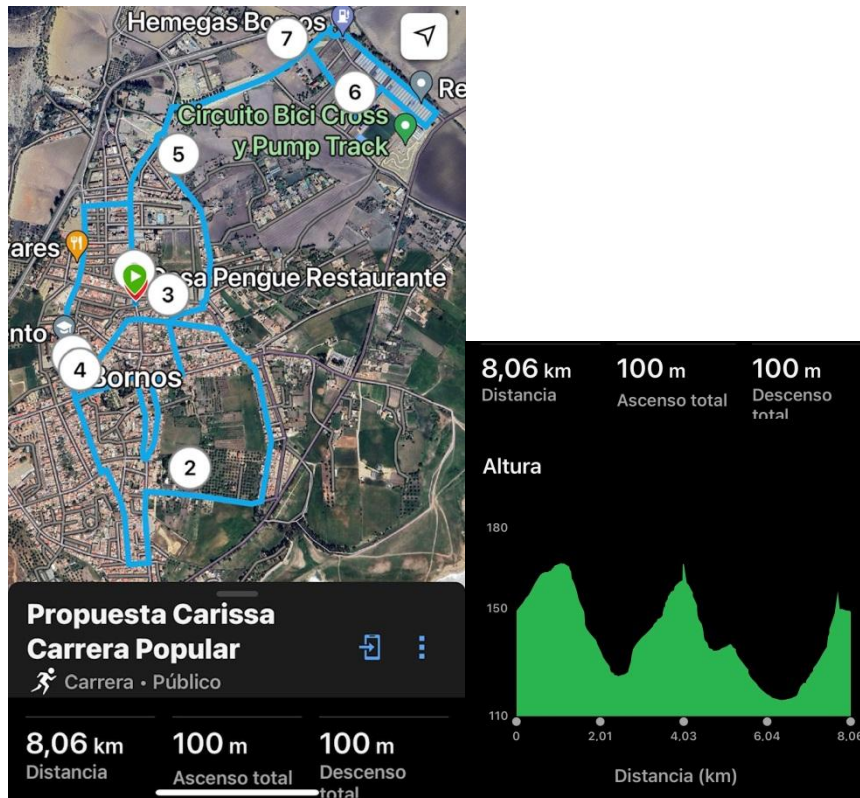 Hemegas Bornos
7
6
Re
Circuito Bici Cross
y Pump Track
5
vares
sa Pengue Restaurante
3
nto
4
Bornos
2
Propuesta Carissa
Carrera Popular
Carrera • Público
8,06 km
Distancia
100 m
Ascenso total
100 m
Descenso
total
8,06 km
Distancia
100 m
Ascenso total
100 m
Descenso
total
Altura
180
150
110
0
2,01
4,03
6,04
8,06
Distancia (km)